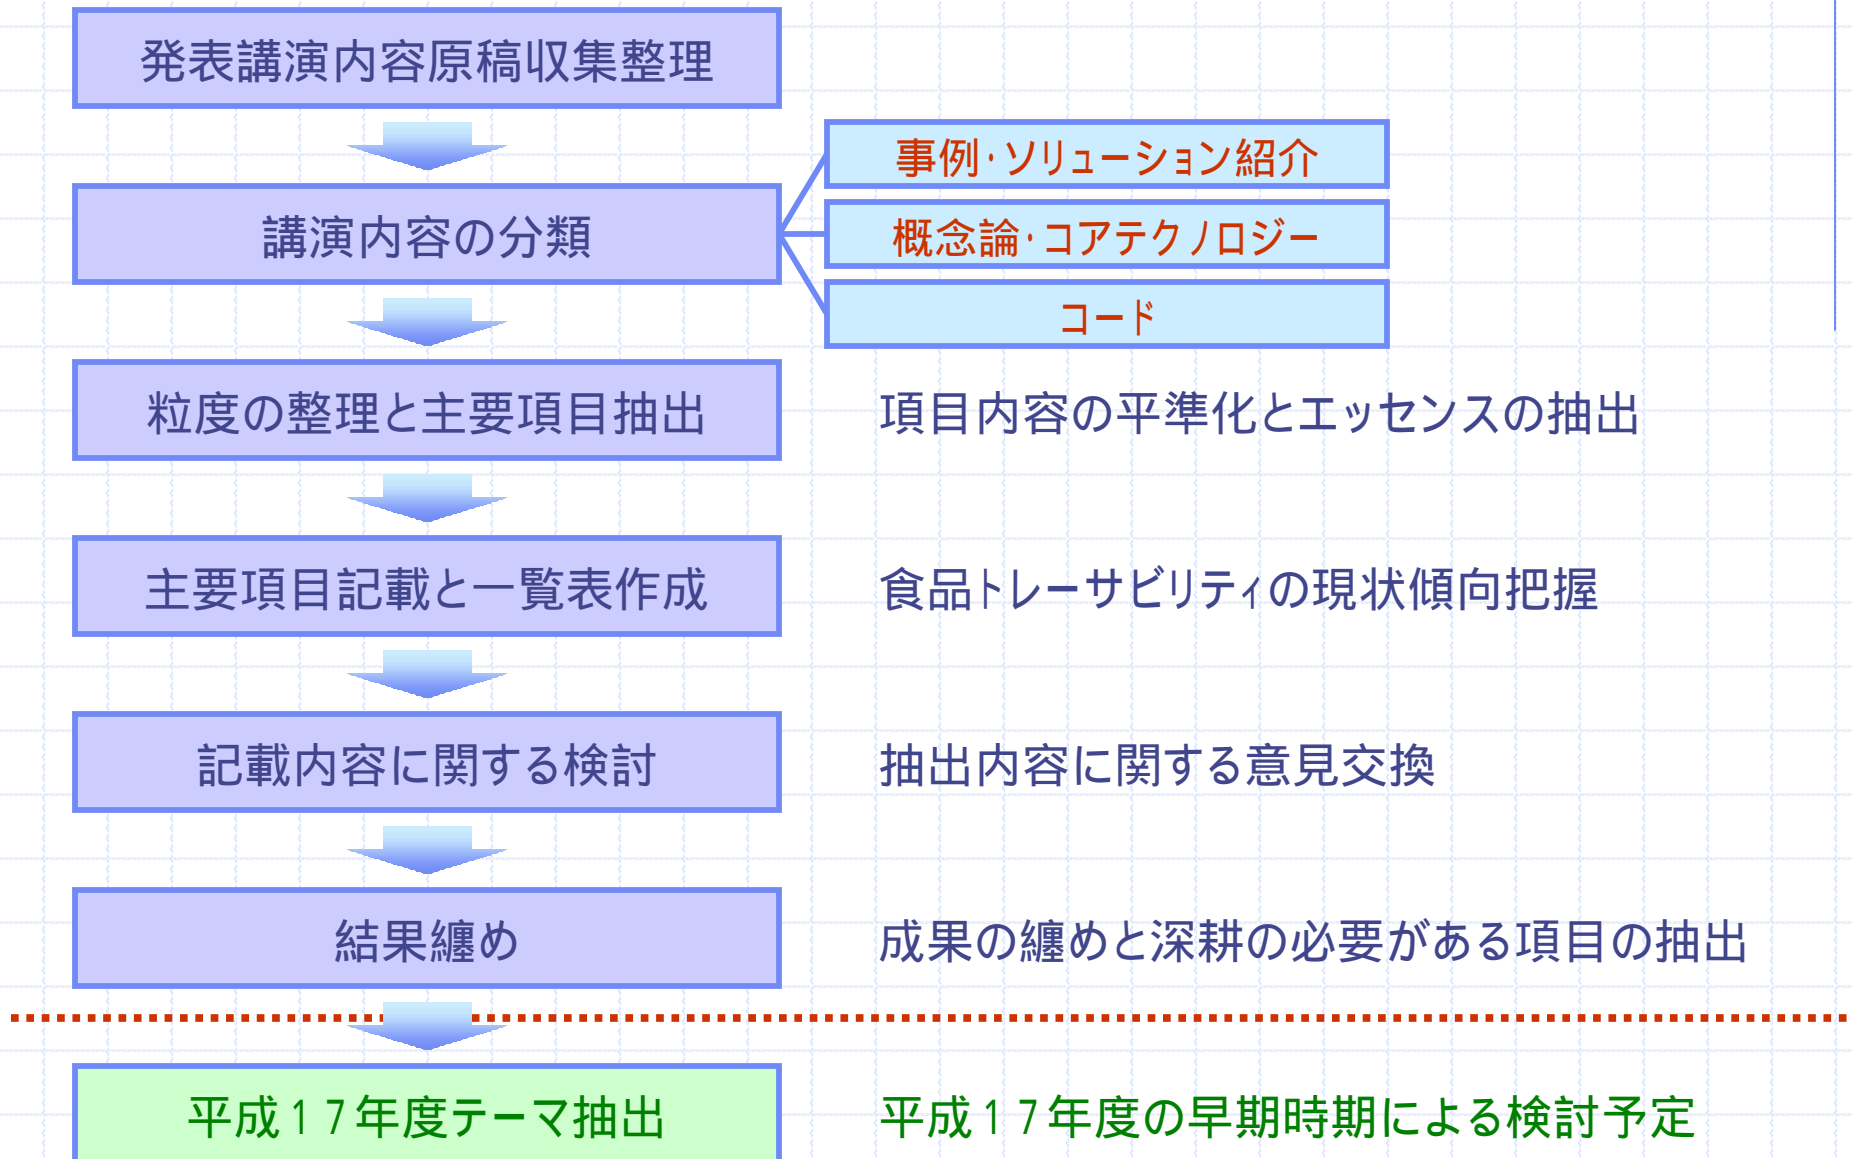 発表講演内容原稿収集整理
講演内容の分類
事例・ソリューション紹介
概念論・コアテクノロジー
コード
粒度の整理と主要項目抽出
項目内容の平準化とエッセンスの抽出
主要項目記載と一覧表作成
食品トレーサビリティの現状傾向把握
記載内容に関する検討
抽出内容に関する意見交換
結果纏め
成果の纏めと深耕の必要がある項目の抽出
平成１７年度テーマ抽出
平成１７年度の早期時期による検討予定